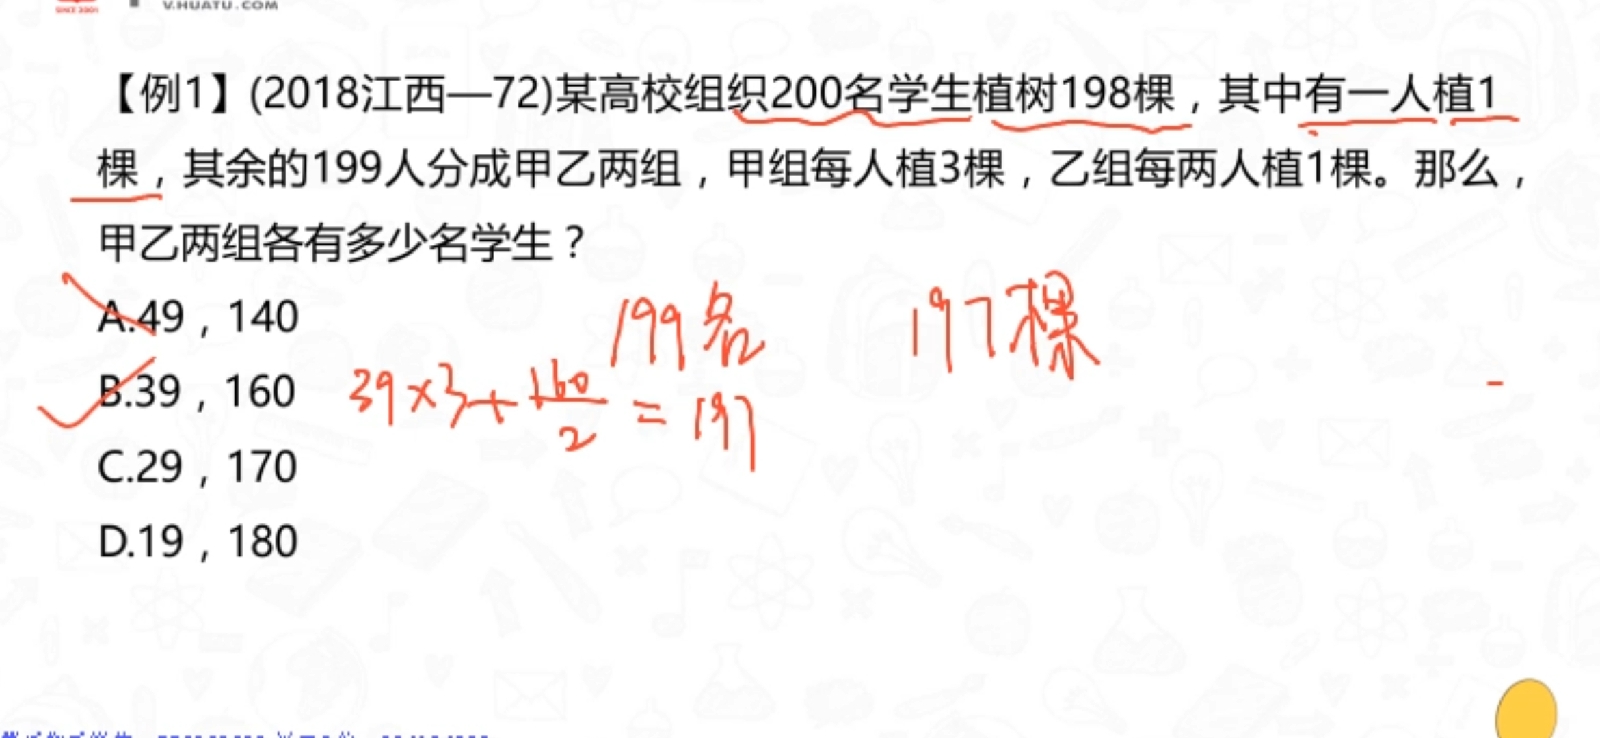 SINCE 2001
V.HUATU.COM
【例1】(2018江西—72)某高校组织200名学生植树198棵，其中有一人植1
棵，其余的199人分成甲乙两组，甲组每人植3棵，乙组每两人植1棵。那么，
甲乙两组各有多少名学生？
A.49，140
199名 197棵
B.39，160
39×3+160/2=197
C.29，170
D.19，180